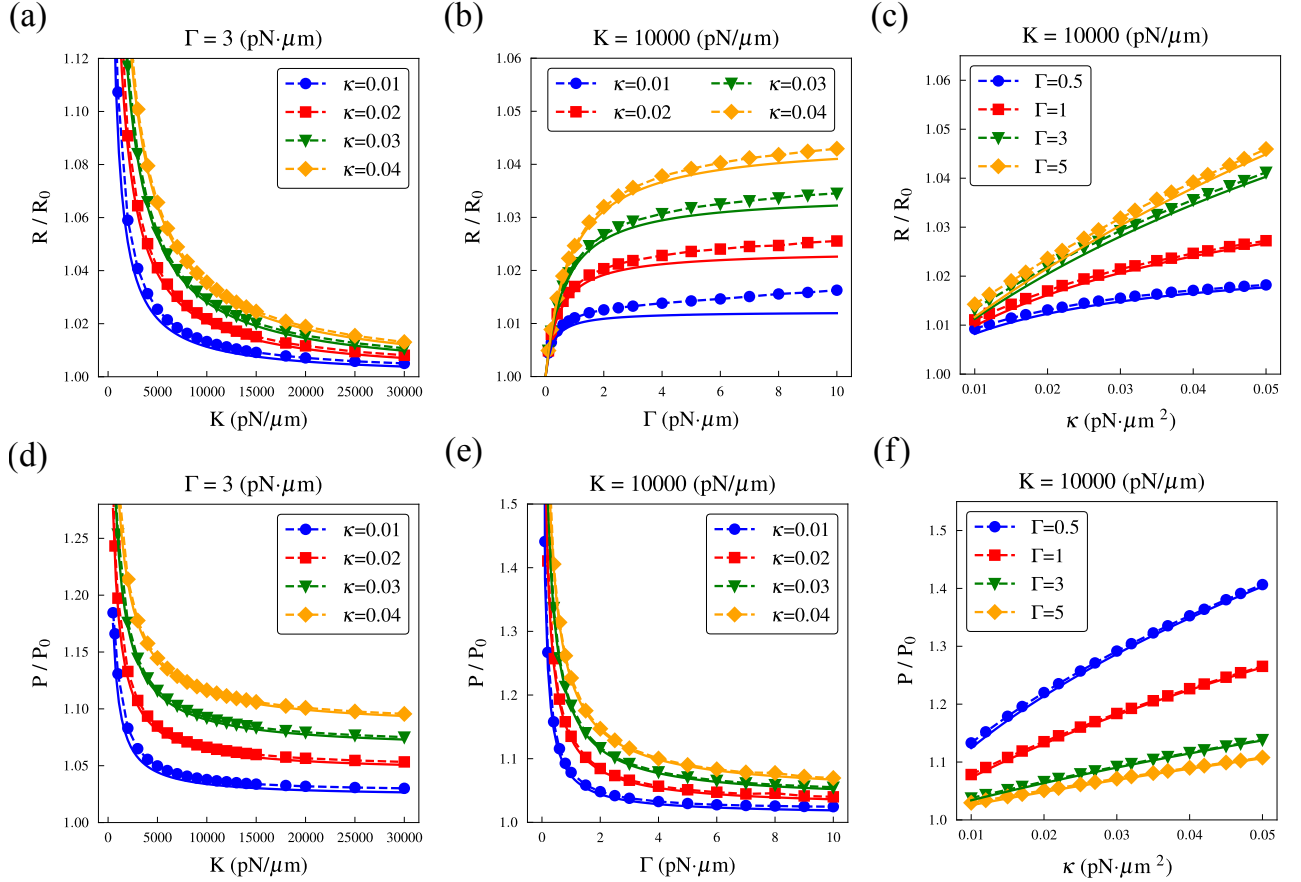 (a)
Γ = 3 (pN·μm)
R / R₀
1.12
1.10
1.08
1.06
1.04
1.02
1.00
κ=0.01
κ=0.02
κ=0.03
κ=0.04
0 5000 10000 15000 20000 25000 30000
K (pN/μm)
(b)
K = 10000 (pN/μm)
R / R₀
1.06
1.05
1.04
1.03
1.02
1.01
1.00
κ=0.01 κ=0.03
κ=0.02 κ=0.04
0 2 4 6 8 10
Γ (pN·μm)
(c)
K = 10000 (pN/μm)
R / R₀
1.06
1.05
1.04
1.03
1.02
1.01
1.00
Γ=0.5
Γ=1
Γ=3
Γ=5
0.01 0.02 0.03 0.04 0.05
κ (pN·μm²)
(d)
Γ = 3 (pN·μm)
P / P₀
1.25
1.20
1.15
1.10
1.05
1.00
κ=0.01
κ=0.02
κ=0.03
κ=0.04
0 5000 10000 15000 20000 25000 30000
K (pN/μm)
(e)
K = 10000 (pN/μm)
P / P₀
1.5
1.4
1.3
1.2
1.1
1.0
κ=0.01
κ=0.02
κ=0.03
κ=0.04
0 2 4 6 8 10
Γ (pN·μm)
(f)
K = 10000 (pN/μm)
P / P₀
1.5
1.4
1.3
1.2
1.1
1.0
Γ=0.5
Γ=1
Γ=3
Γ=5
0.01 0.02 0.03 0.04 0.05
κ (pN·μm²)